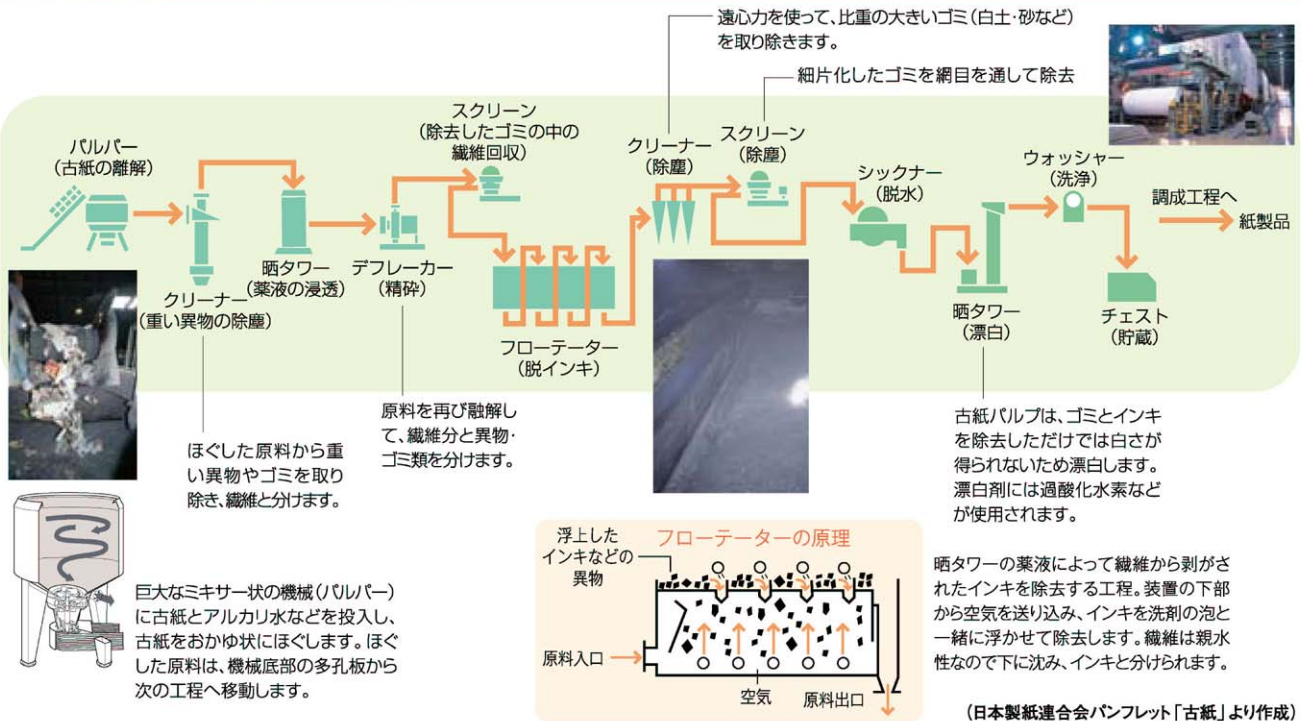 遠心力を使って、比重の大きいゴミ（白土・砂など）
を取り除きます。
細片化したゴミを網目を通して除去
パルパー
（古紙の離解）
クリーナー
（重い異物の除塵）
晒タワー
（薬液の浸透）
デフレーカー
（精砕）
スクリーン
（除去したゴミの中の
繊維回収）
フローテーター
（脱インキ）
クリーナー
（除塵）
スクリーン
（除塵）
シックナー
（脱水）
晒タワー
（漂白）
ウォッシャー
（洗浄）
チェスト
（貯蔵）
調成工程へ
紙製品
ほぐした原料から重
い異物やゴミを取り
除き、繊維と分けます。
原料を再び融解し
て、繊維分と異物・
ゴミ類を分けます。
古紙パルプは、ゴミとインキ
を除去しただけでは白さが
得られないため漂白します。
漂白剤には過酸化水素など
が使用されます。
巨大なミキサー状の機械（パルパー）
に古紙とアルカリ水などを投入し、
古紙をおかゆ状にほぐします。ほぐ
した原料は、機械底部の多孔板から
次の工程へ移動します。
フローテーターの原理
浮上した
インキなどの
異物
原料入口
空気
原料出口
晒タワーの薬液によって繊維から剥がさ
れたインキを除去する工程。装置の下部
から空気を送り込み、インキを洗剤の泡と
一緒に浮かせて除去します。繊維は親水
性なので下に沈み、インキと分けられます。
（日本製紙連合会パンフレット「古紙」より作成）